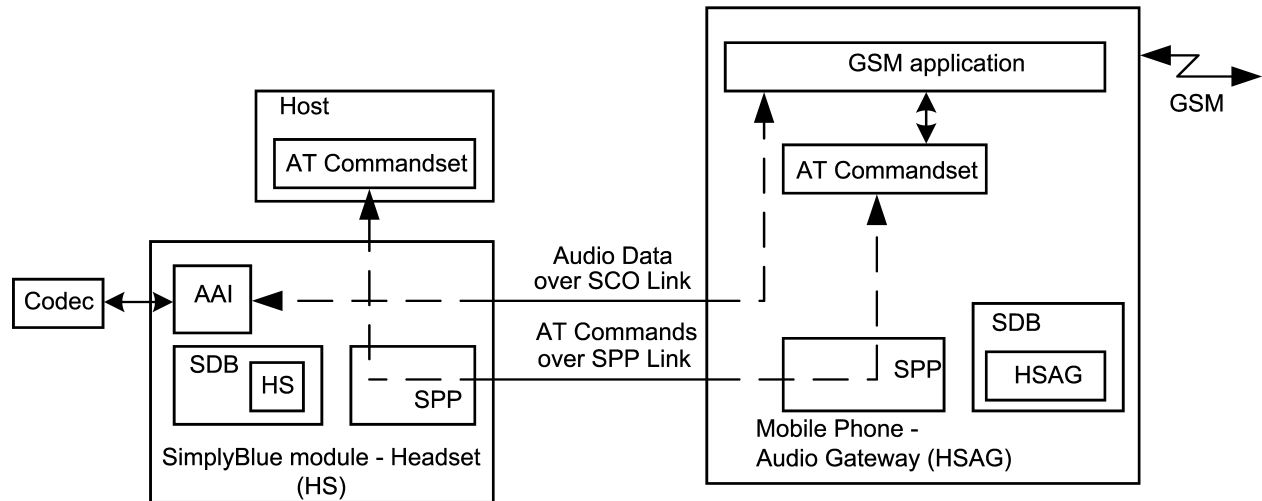 GSM application
GSM
Host
AT Commandset
AT Commandset
Audio Data
over SCO Link
AAI
Codec
SDB
HSAG
AT Commands
over SPP Link
SDB
HS
SPP
SPP
Mobile Phone -
Audio Gateway (HSAG)
SimplyBlue module - Headset
(HS)